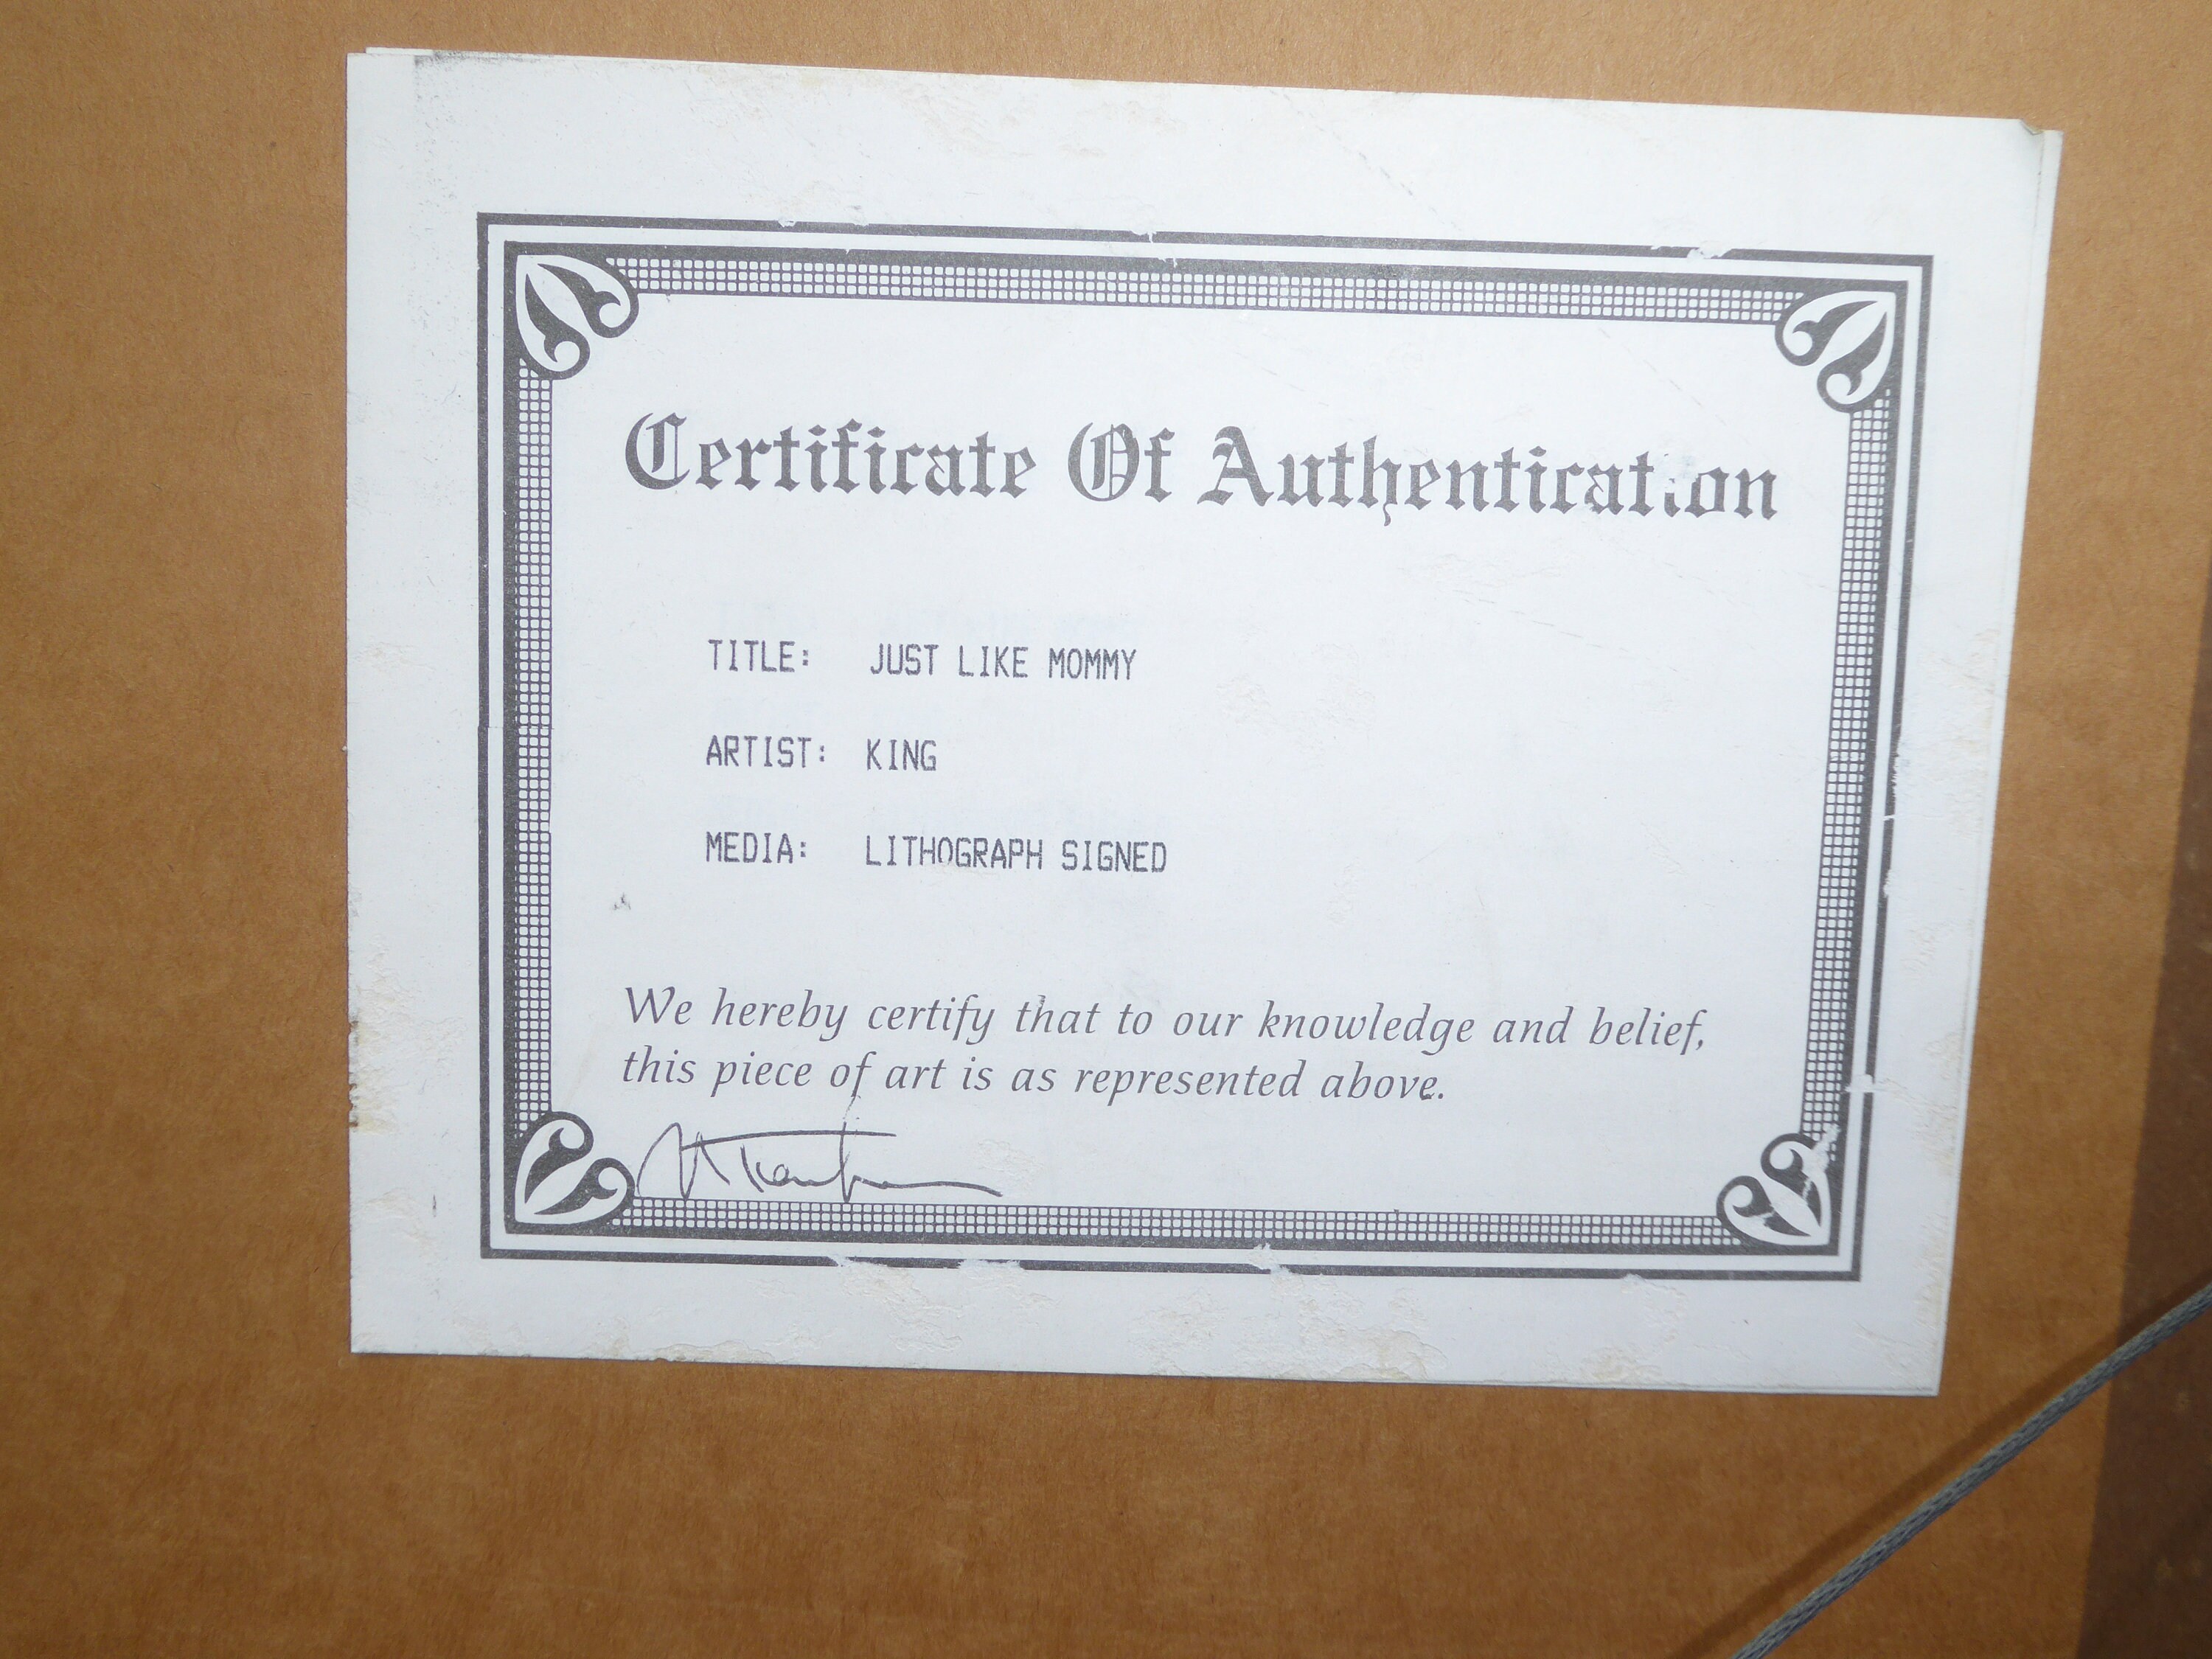 Certificate Of Authentication
TITLE: JUST LIKE MOMMY
ARTIST: KING
MEDIA: LITHOGRAPH SIGNED
We hereby certify that to our knowledge and belief,
this piece of art is as represented above.